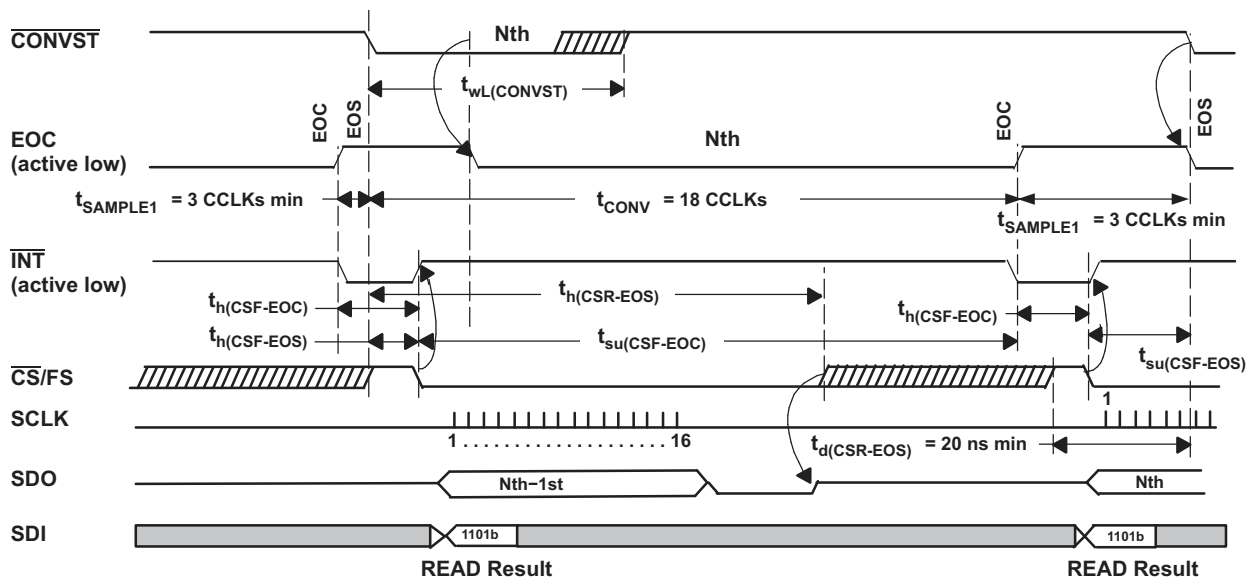 CONVST
Nth
twL(CONVST)
EOC
EOS
EOC
EOS
EOC
(active low)
Nth
tSAMPLE1 = 3 CCLKs min
tCONV = 18 CCLKs
tSAMPLE1 = 3 CCLKs min
INT
(active low)
th(CSF-EOC)
th(CSR-EOS)
th(CSF-EOC)
th(CSF-EOS)
tsu(CSF-EOC)
tsu(CSF-EOS)
CS/FS
1
SCLK
1 . . . . . . . . . . . . . . . . . . . . 16
td(CSR-EOS) = 20 ns min
SDO
Nth−1st
Nth
SDI
1101b
1101b
READ Result
READ Result